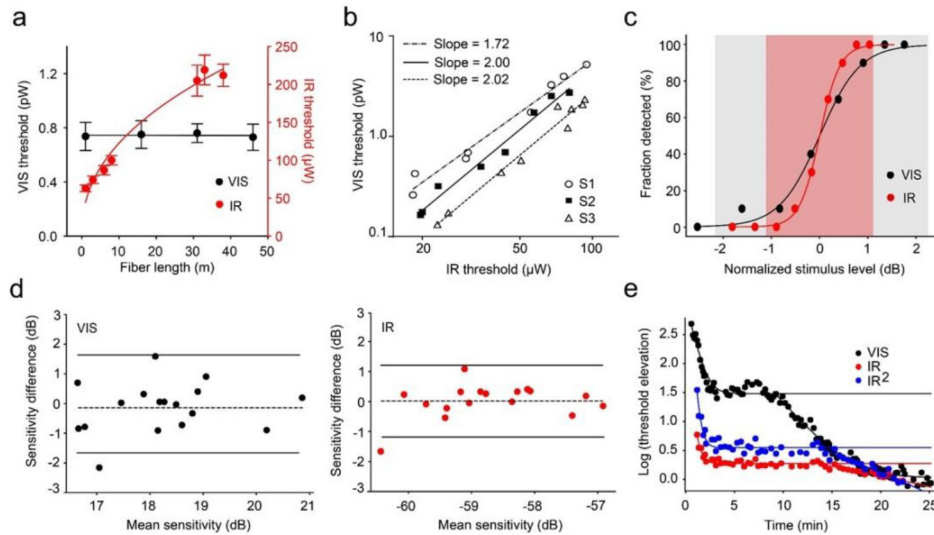 a
VIS threshold (pW)
1.2
0.8
0.4
0.0
250
200
150
100
50
0
IR threshold (µW)
VIS
IR
0 10 20 30 40 50
Fiber length (m)
b
VIS threshold (pW)
10
1.0
0.1
Slope = 1.72
Slope = 2.00
Slope = 2.02
S1
S2
S3
20 50 100
IR threshold (µW)
c
Fraction detected (%)
100
80
60
40
20
0
VIS
IR
-2 -1 0 1 2
Normalized stimulus level (dB)
d
Sensitivity difference (dB)
VIS
3
2
1
0
-1
-2
-3
17 18 19 20 21
Mean sensitivity (dB)
Sensitivity difference (dB)
IR
3
2
1
0
-1
-2
-3
-60 -59 -58 -57
Mean sensitivity (dB)
e
Log (threshold elevation)
2.5
2.0
1.5
1.0
0.5
0.0
VIS
IR
IR²
0 5 10 15 20 25
Time (min)